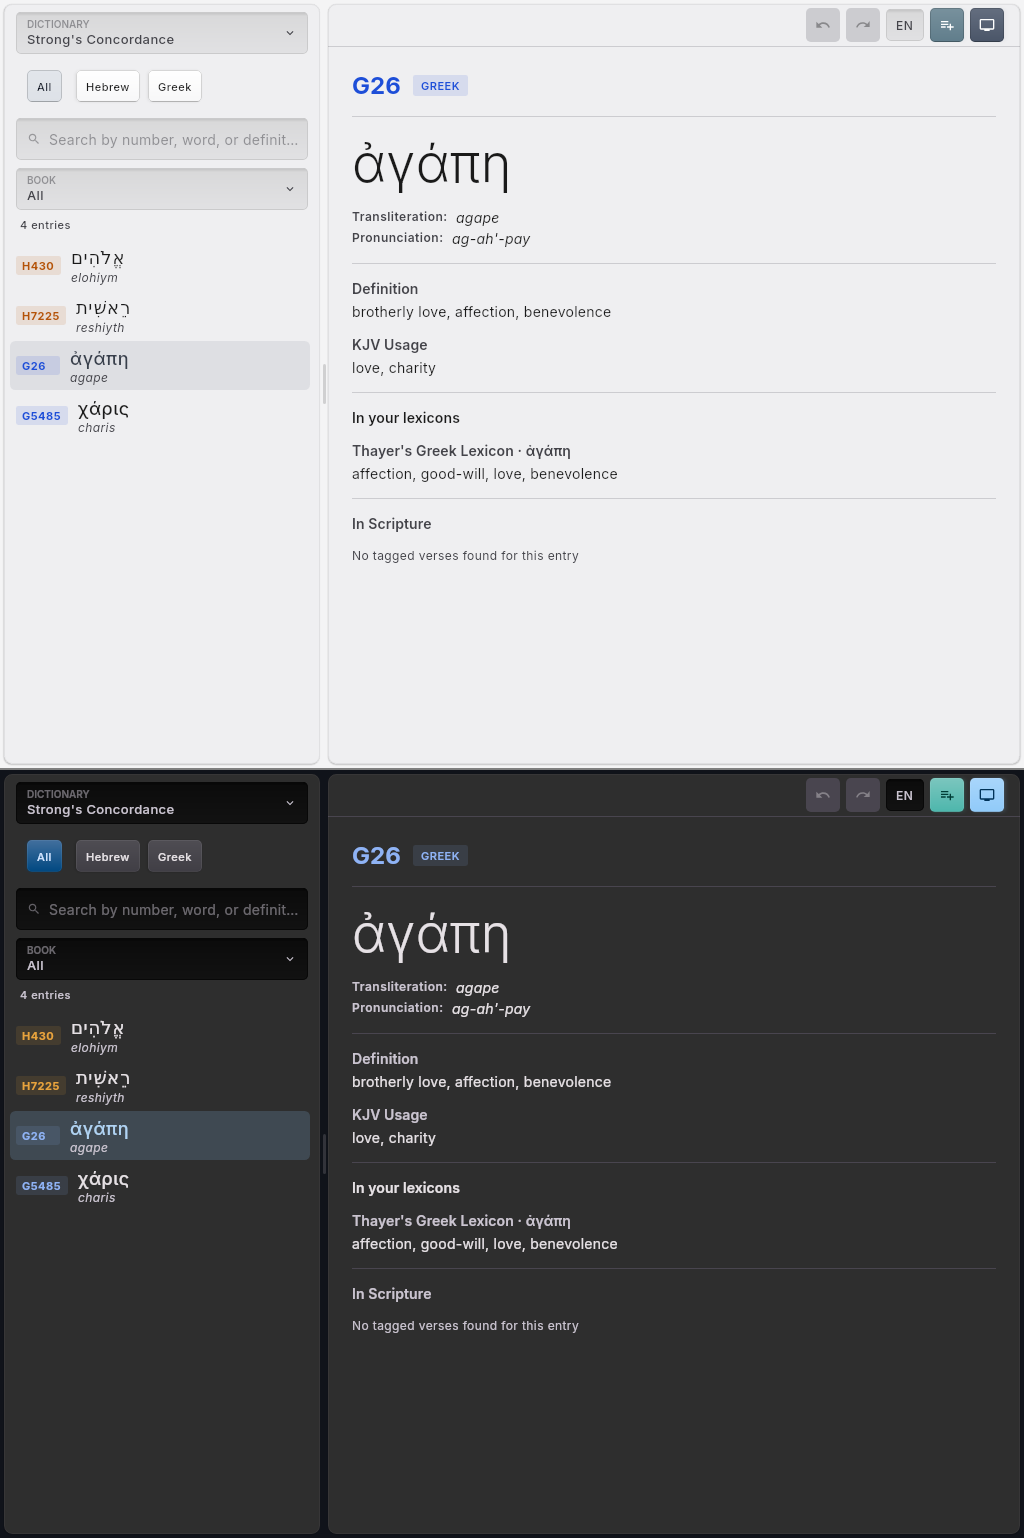 DICTIONARY
Strong's Concordance
All
Hebrew
Greek
Search by number, word, or definit...
BOOK
All
4 entries
H430
אֱלֹהִים
elohiym
H7225
רֵאשִׁית
reshiyth
G26
ἀγάπη
agape
G5485
χάρις
charis
EN
G26 GREEK
ἀγάπη
Transliteration: agape
Pronunciation: ag-ah'-pay
Definition
brotherly love, affection, benevolence
KJV Usage
love, charity
In your lexicons
Thayer's Greek Lexicon · ἀγάπη
affection, good-will, love, benevolence
In Scripture
No tagged verses found for this entry
DICTIONARY
Strong's Concordance
All
Hebrew
Greek
Search by number, word, or definit...
BOOK
All
4 entries
H430
אֱלֹהִים
elohiym
H7225
רֵאשִׁית
reshiyth
G26
ἀγάπη
agape
G5485
χάρις
charis
EN
G26 GREEK
ἀγάπη
Transliteration: agape
Pronunciation: ag-ah'-pay
Definition
brotherly love, affection, benevolence
KJV Usage
love, charity
In your lexicons
Thayer's Greek Lexicon · ἀγάπη
affection, good-will, love, benevolence
In Scripture
No tagged verses found for this entry